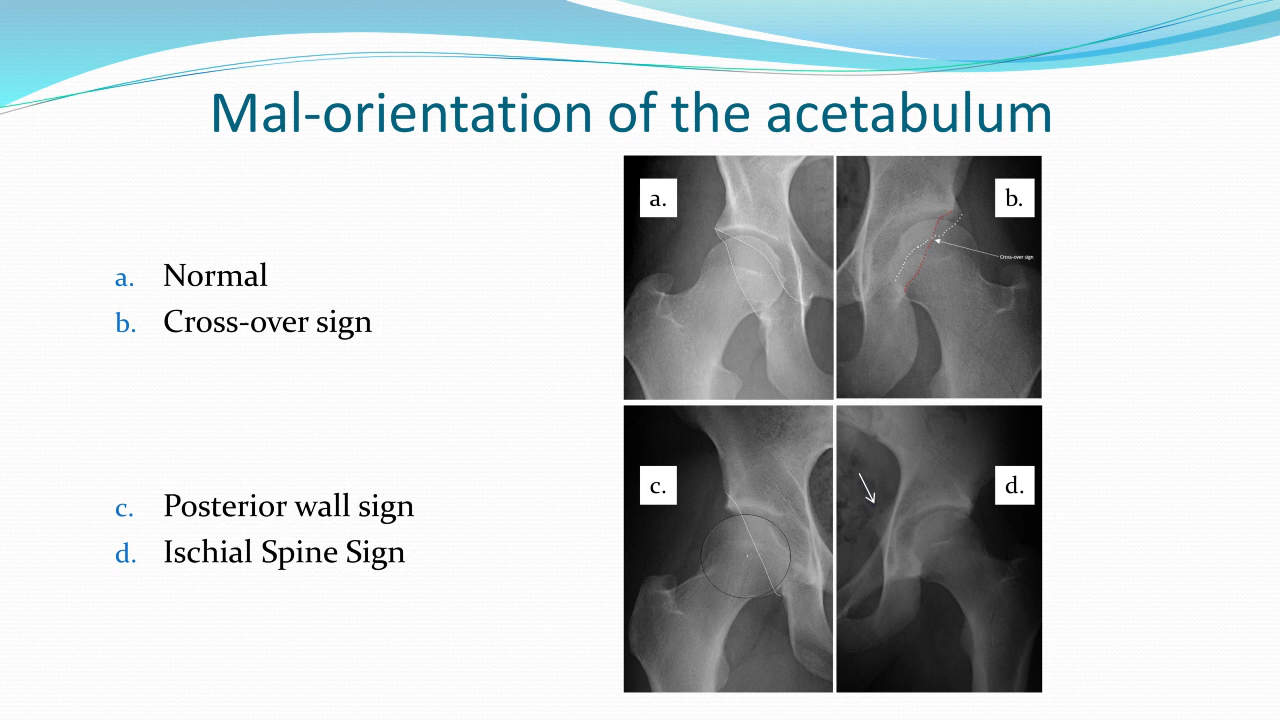 Mal-orientation of the acetabulum
a. Normal
b. Cross-over sign
c. Posterior wall sign
d. Ischial Spine Sign
a.
b.
Cross-over sign
c.
d.